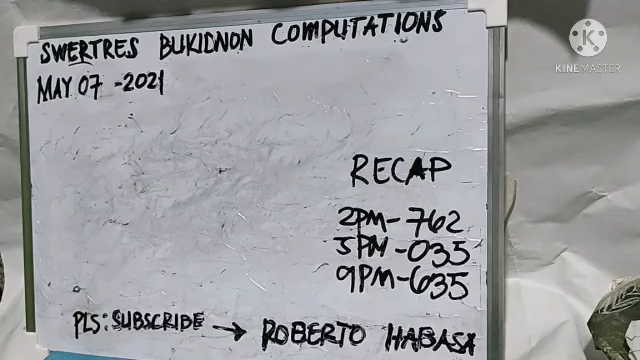 SWERTRES BUKIDNON COMPUTATIONS
MAY 07 -2021
RECAP
2PM-762
5PM-035
9PM-635
PLS: SUBSCRIBE → ROBERTO HABASA
KINEMASTER